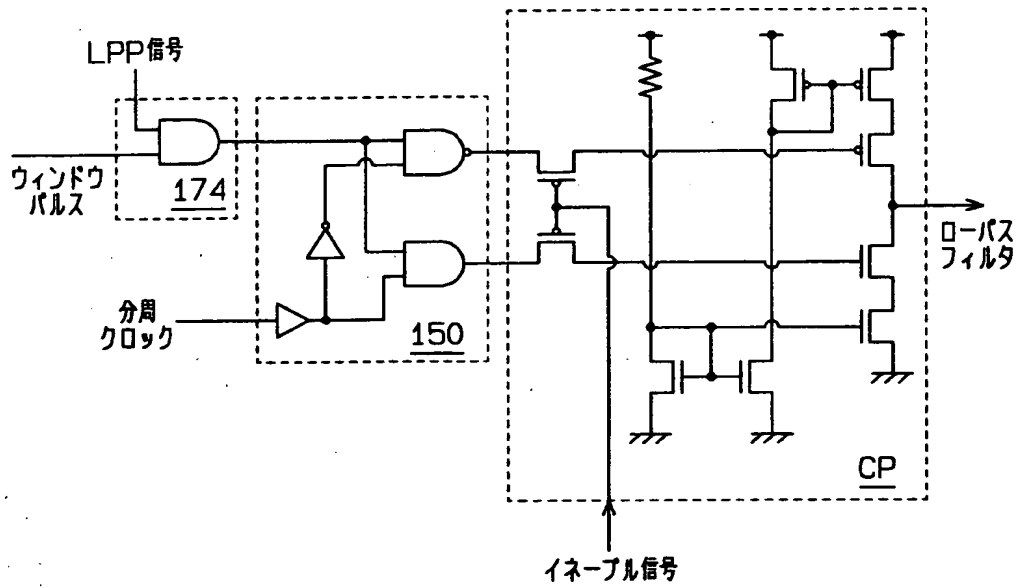 LPP信号
ウィンドウ
パルス
174
分周
クロック
150
ローパス
フィルタ
CP
イネーブル信号